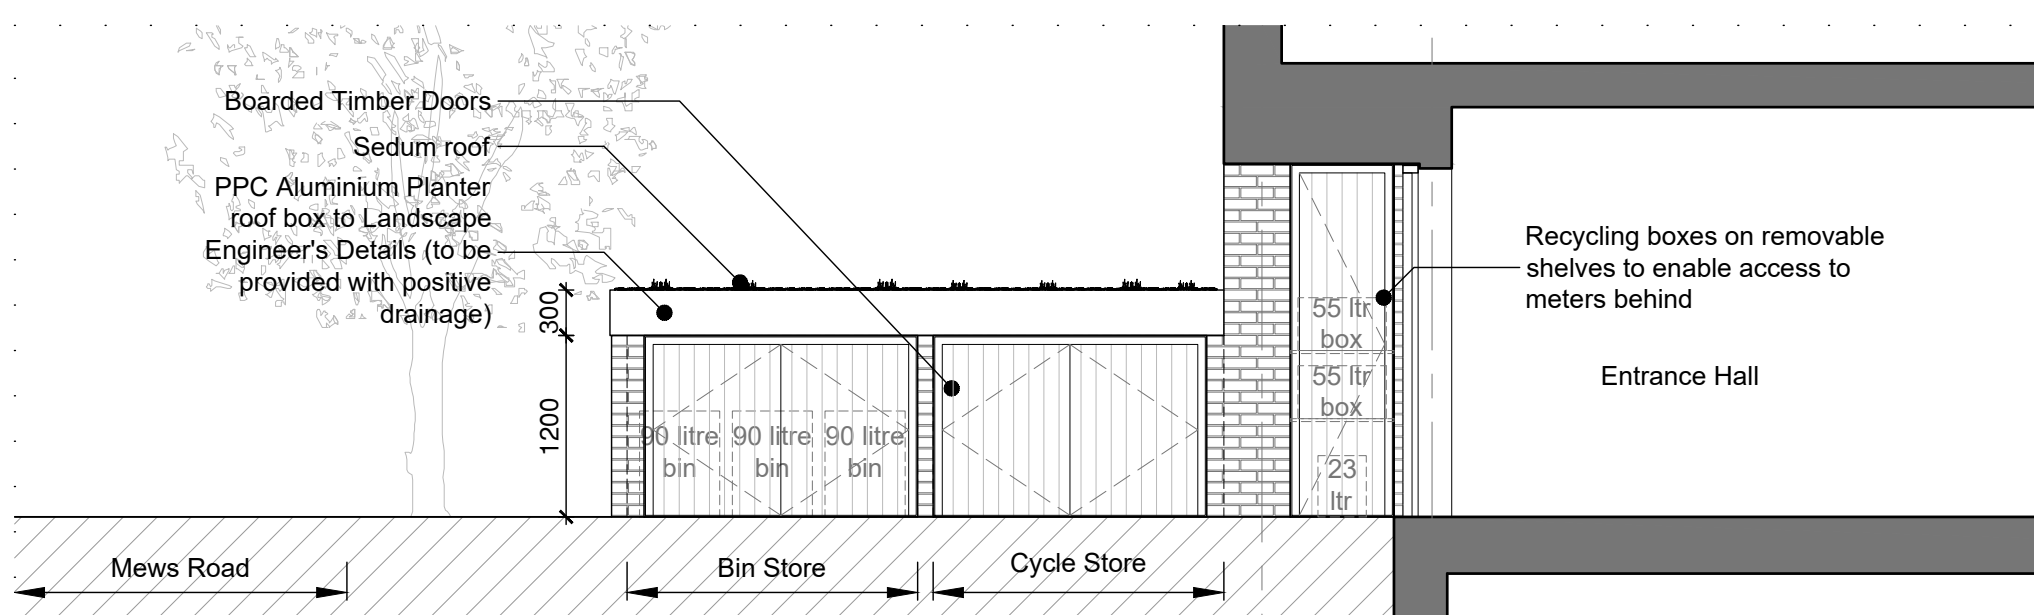 Boarded Timber Doors
Sedum roof
PPC Aluminium Planter
roof box to Landscape
Engineer's Details (to be
provided with positive
drainage)
300
1200
90 litre
bin
90 litre
bin
90 litre
bin
55 ltr
box
55 ltr
box
23
ltr
Recycling boxes on removable
shelves to enable access to
meters behind
Entrance Hall
Mews Road
Bin Store
Cycle Store